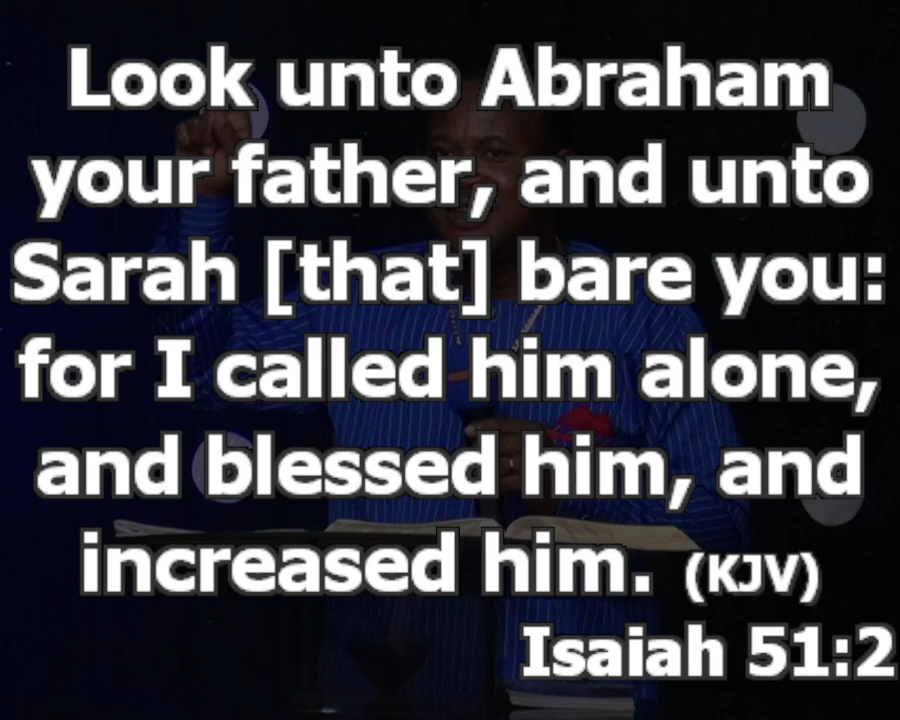 Look unto Abraham
your father, and unto
Sarah [that] bare you:
for I called him alone,
and blessed him, and
increased him. (KJV)
Isaiah 51:2